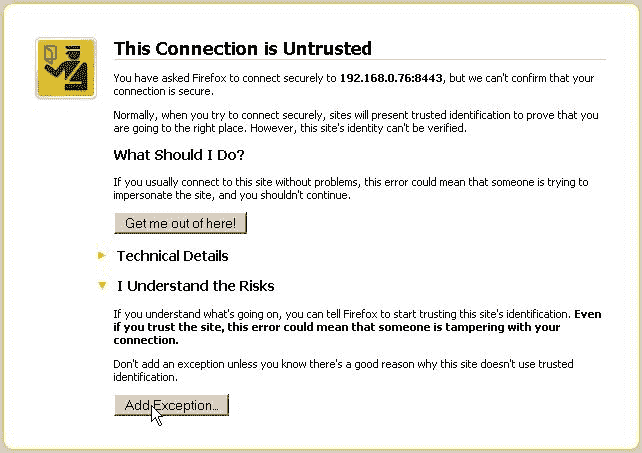 This Connection is Untrusted
You have asked Firefox to connect securely to 192.168.0.76:8443, but we can't confirm that your
connection is secure.
Normally, when you try to connect securely, sites will present trusted identification to prove that you
are going to the right place. However, this site's identity can't be verified.
What Should I Do?
If you usually connect to this site without problems, this error could mean that someone is trying to
impersonate the site, and you shouldn't continue.
Get me out of here!
Technical Details
I Understand the Risks
If you understand what's going on, you can tell Firefox to start trusting this site's identification. Even
if you trust the site, this error could mean that someone is tampering with your
connection.
Don't add an exception unless you know there's a good reason why this site doesn't use trusted
identification.
Add Exception...